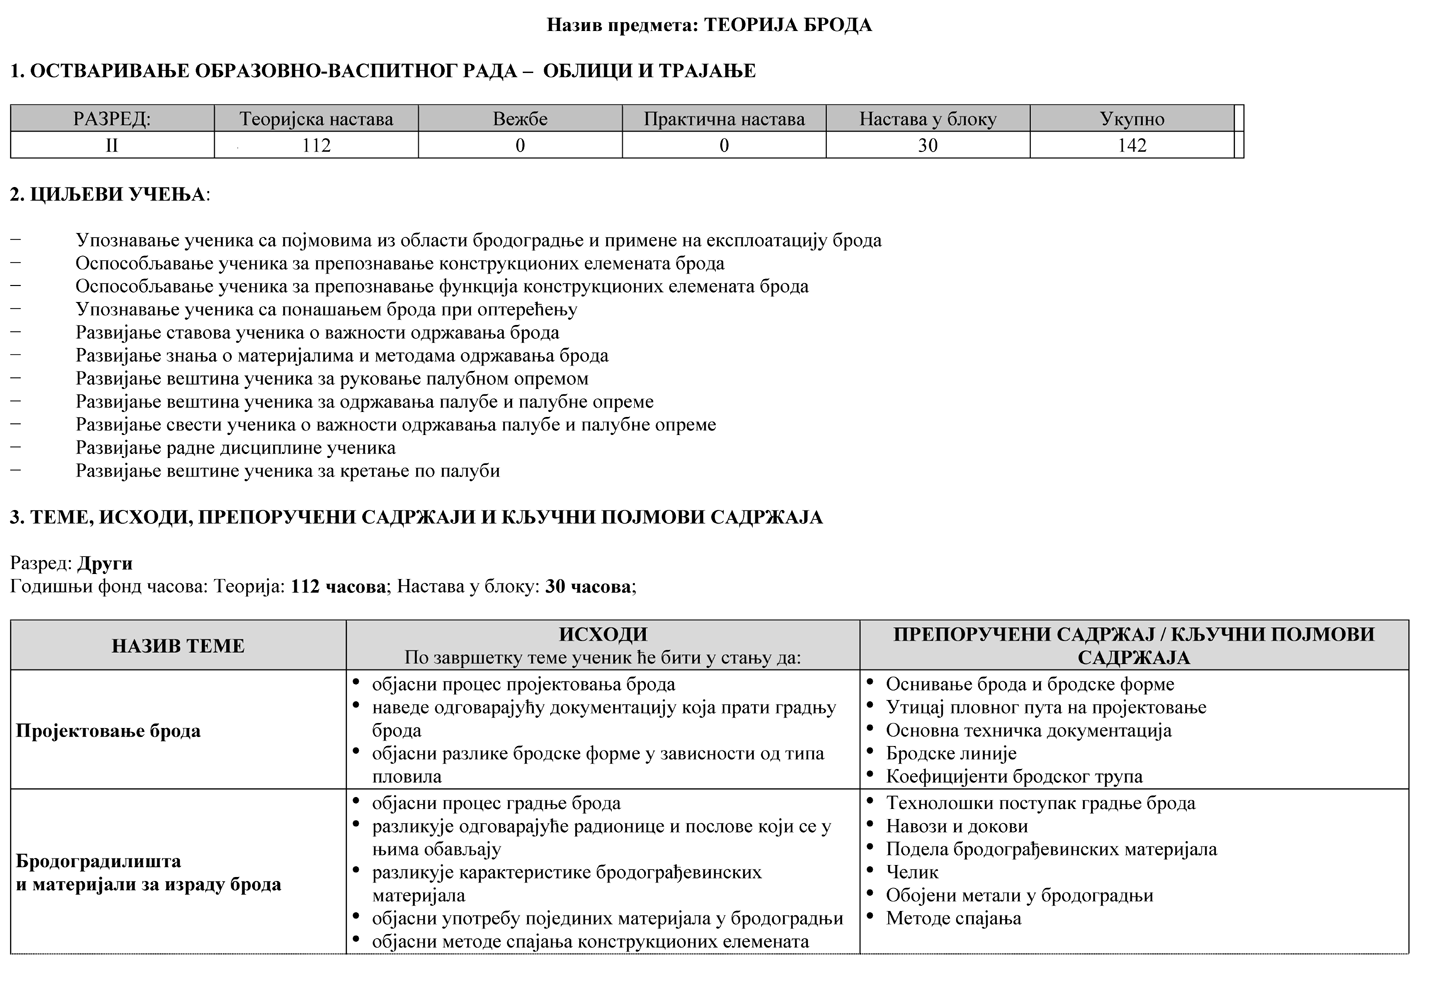 Назив предмета: ТЕОРИЈА БРОДА
1. ОСТВАРИВАЊЕ ОБРАЗОВНО-ВАСПИТНОГ РАДА – ОБЛИЦИ И ТРАЈАЊЕ
РАЗРЕД: Теоријска настава Вежбе Практична настава Настава у блоку Укупно
II 112 0 0 30 142
2. ЦИЉЕВИ УЧЕЊА:
– Упознавање ученика са појмовима из области бродоградње и примене на експлоатацију брода
– Оспособљавање ученика за препознавање конструкционих елемената брода
– Оспособљавање ученика за препознавање функција конструкционих елемената брода
– Упознавање ученика са понашањем брода при оптерећењу
– Развијање ставова ученика о важности одржавања брода
– Развијање знања о материјалима и методама одржавања брода
– Развијање вештина ученика за руковање палубном опремом
– Развијање вештина ученика за одржавања палубе и палубне опреме
– Развијање свести ученика о важности одржавања палубе и палубне опреме
– Развијање радне дисциплине ученика
– Развијање вештине ученика за кретање по палуби
3. ТЕМЕ, ИСХОДИ, ПРЕПОРУЧЕНИ САДРЖАЈИ И КЉУЧНИ ПОЈМОВИ САДРЖАЈА
Разред: Други
Годишњи фонд часова: Теорија: 112 часова; Настава у блоку: 30 часова;
НАЗИВ ТЕМЕ
ИСХОДИ
По завршетку теме ученик ће бити у стању да:
ПРЕПОРУЧЕНИ САДРЖАЈ / КЉУЧНИ ПОЈМОВИ
САДРЖАЈА
Пројектовање брода
• објасни процес пројектовања брода
• наведе одговарајућу документацију која прати градњу
брода
• објасни разлике бродске форме у зависности од типа
пловила
• Оснивање брода и бродске форме
• Утицај пловног пута на пројектовање
• Основна техничка документација
• Бродске линије
• Коефицијенти бродског трупа
Бродоградилишта
и материјали за израду брода
• објасни процес градње брода
• разликује одговарајуће радионице и послове који се у
њима обављају
• разликује карактеристике бродограђевинских
материјала
• објасни употребу појединих материјала у бродоградњи
• објасни методе спајања конструкционих елемената
• Технолошки поступак градње брода
• Навози и докови
• Подела бродограђевинских материјала
• Челик
• Обојени метали у бродоградњи
• Методе спајања